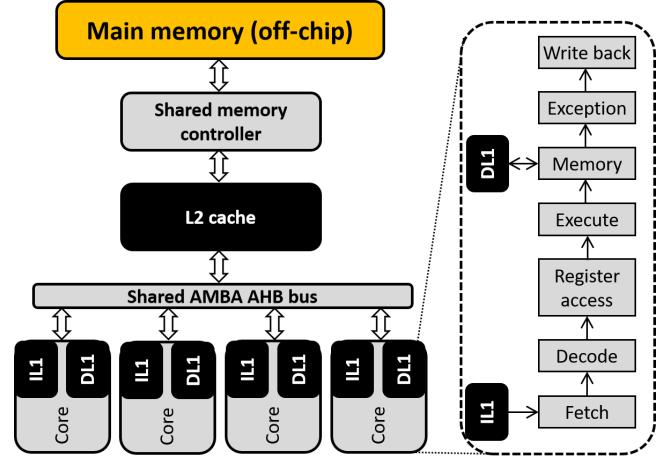 Main memory (off-chip)
Shared memory
controller
L2 cache
Shared AMBA AHB bus
IL1
DL1
Core
IL1
DL1
Core
IL1
DL1
Core
IL1
DL1
Core
Write back
Exception
DL1
Memory
Execute
Register
access
Decode
IL1
Fetch